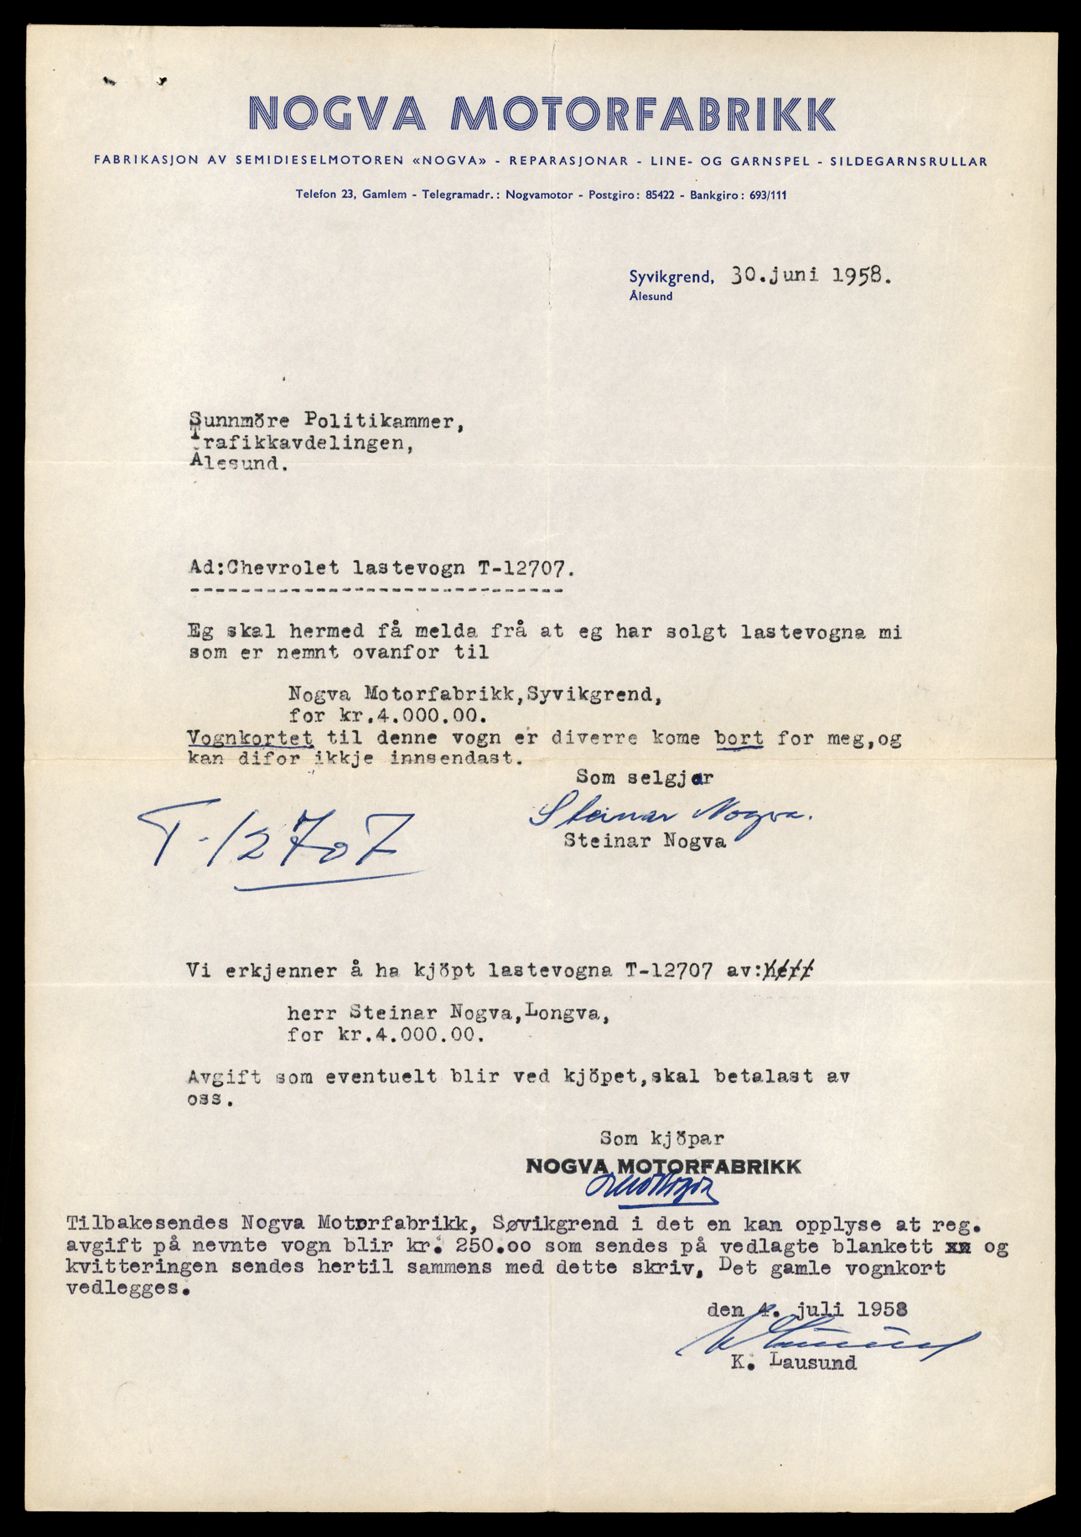 NOGVA MOTORFABRIKK
FABRIKASJON AV SEMIDIESELMOTOREN «NOGVA» - REPARASJONAR - LINE- OG GARNSPEL - SILDEGARNSRULLAR
Telefon 23, Gamlem - Telegramadr.: Nogvamotor - Postgiro: 85422 - Bankgiro: 693/111
Syvikgrend, 30.juni 1958.
Ålesund
Sunnmöre Politikammer,
Trafikkavdelingen,
Ålesund.
Ad:Chevrolet lastevogn T-12707.
------------------------------
Eg skal hermed få melda frå at eg har solgt lastevogna mi
som er nemnt ovanfor til
Nogva Motorfabrikk,Syvikgrend,
for kr.4.000.00.
Vognkortet til denne vogn er diverre kome bort for meg,og
kan difor ikkje innsendast.
Som selgjar
Steinar Nogva.
Steinar Nogva
T-12707
Vi erkjenner å ha kjöpt lastevogna T-12707 av:herr
herr Steinar Nogva,Longva,
for kr.4.000.00.
Avgift som eventuelt blir ved kjöpet,skal betalast av
oss.
Som kjöpar
NOGVA MOTORFABRIKK
Tilbakesendes Nogva Motorfabrikk, Søvikgrend i det en kan opplyse at reg.
avgift på nevnte vogn blir kr. 250.oo som sendes på vedlagte blankett xn og
kvitteringen sendes hertil sammens med dette skriv. Det gamle vognkort
vedlegges.
den 4. juli 1958
K. Lausund